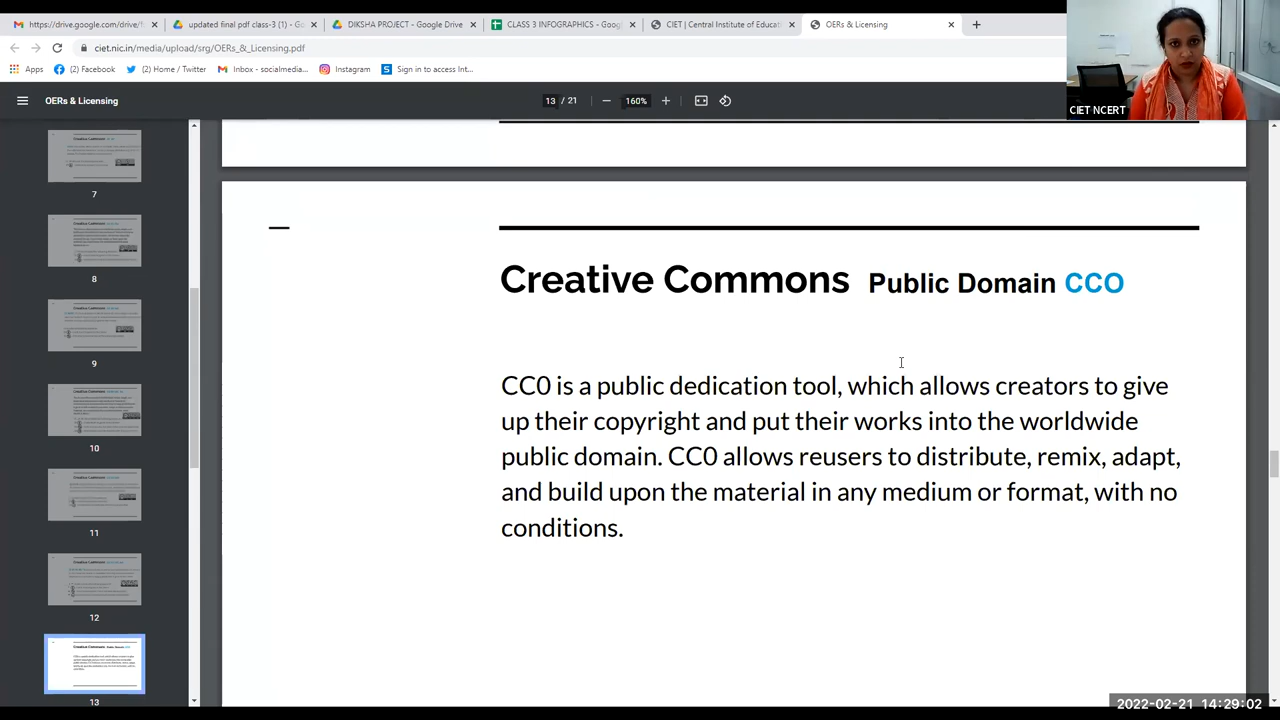 https://drive.google.com/drive/
updated final pdf class-3 (1) - Go
DIKSHA PROJECT - Google Drive
CLASS 3 INFOGRAPHICS - Google
CIET | Central Institute of Educat
OERs & Licensing
ciet.nic.in/media/upload/srg/OERs_&_Licensing.pdf
Apps
(2) Facebook
(2) Home / Twitter
Inbox - socialmedia...
Instagram
Sign in to access Int...
OERs & Licensing
13 / 21
160%
CIET NCERT
7
8
9
10
11
12
13
Creative Commons Public Domain CCO
CC0 is a public dedication tool, which allows creators to give
up their copyright and put their works into the worldwide
public domain. CC0 allows reusers to distribute, remix, adapt,
and build upon the material in any medium or format, with no
conditions.
2022-02-21 14:29:02